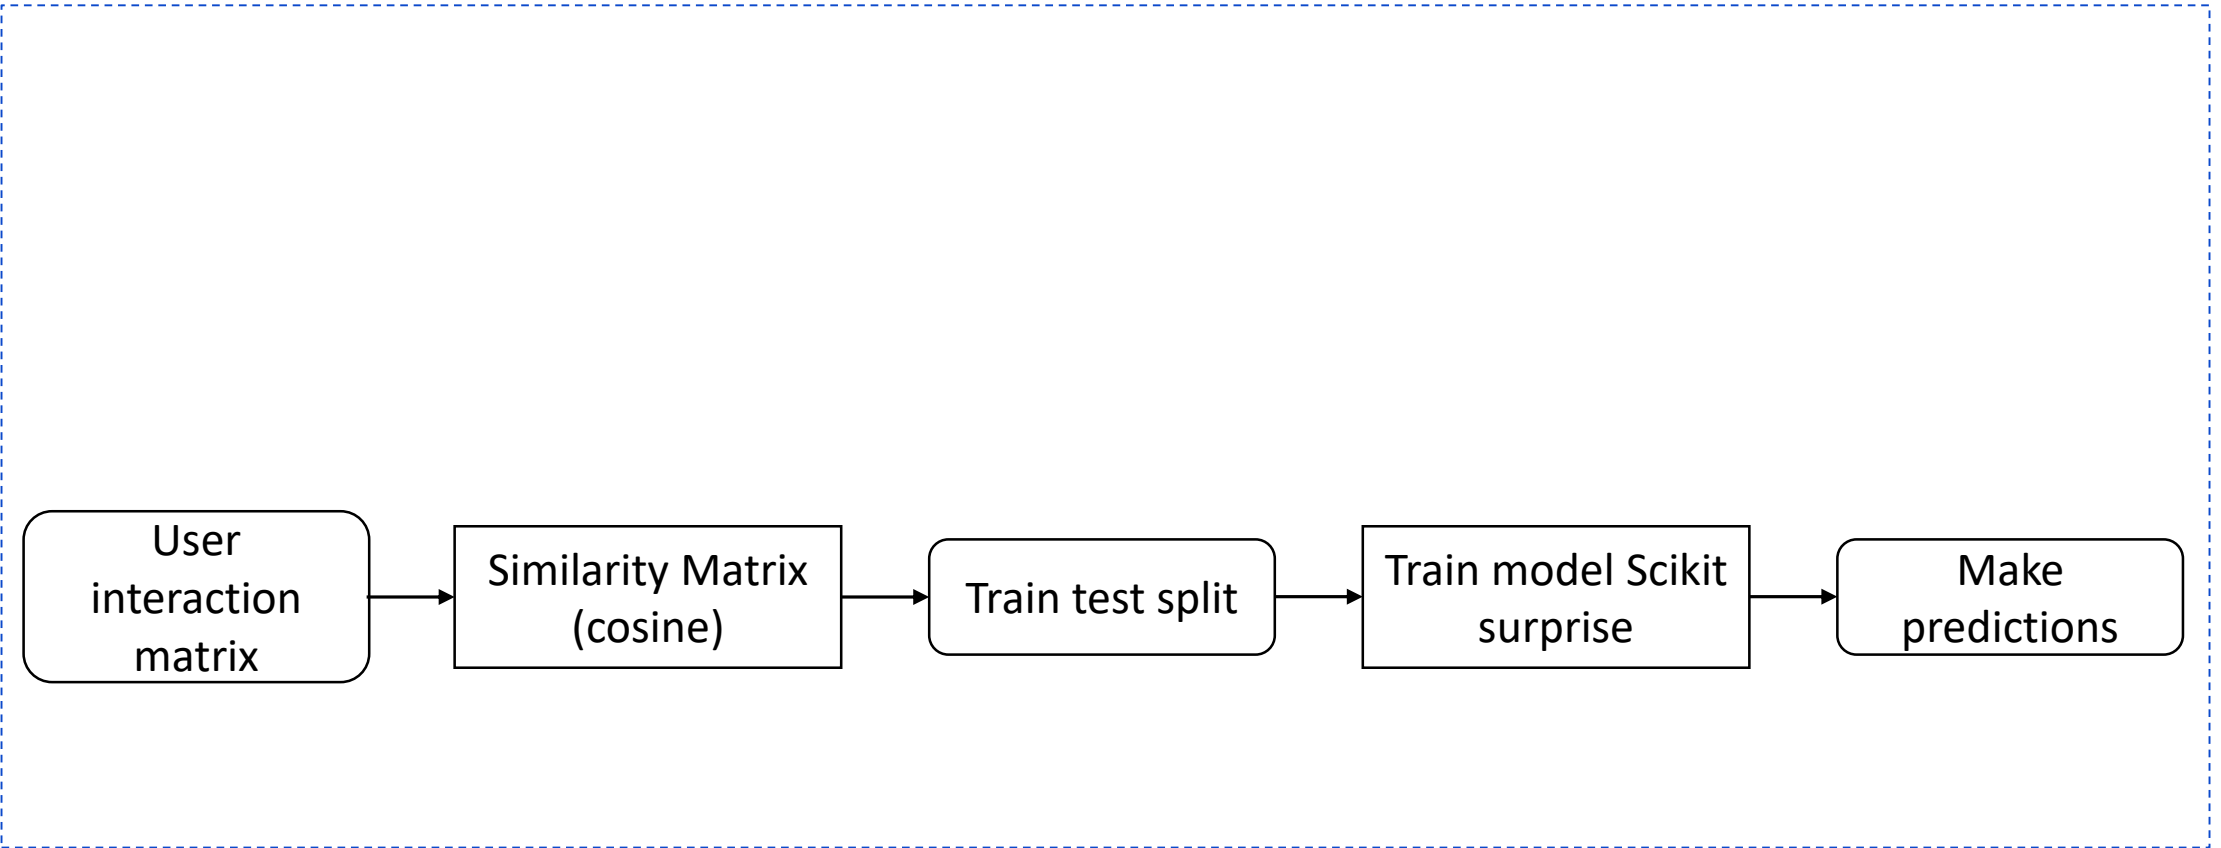 User
interaction
matrix
Similarity Matrix
(cosine)
Train test split
Train model Scikit
surprise
Make
predictions